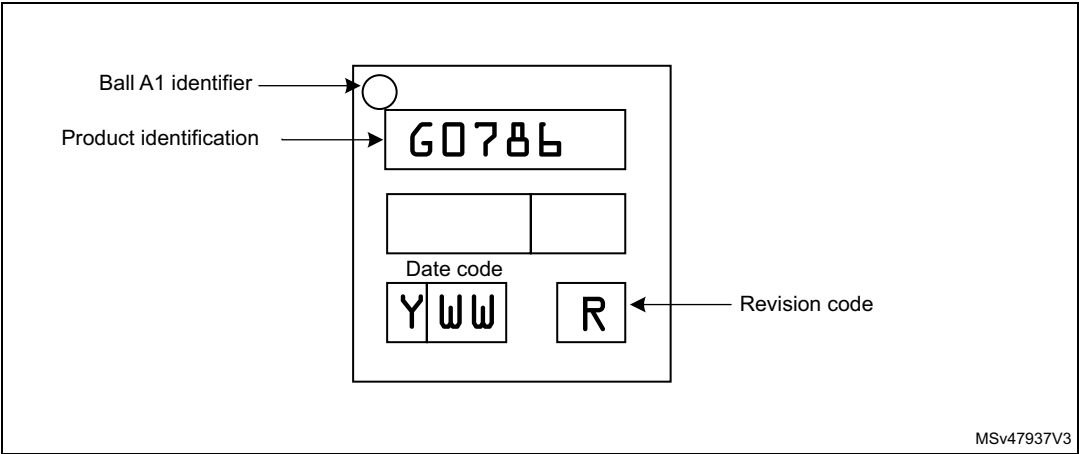 Ball A1 identifier
Product identification
G0786
Date code
Y WW R
Revision code
MSv47937V3